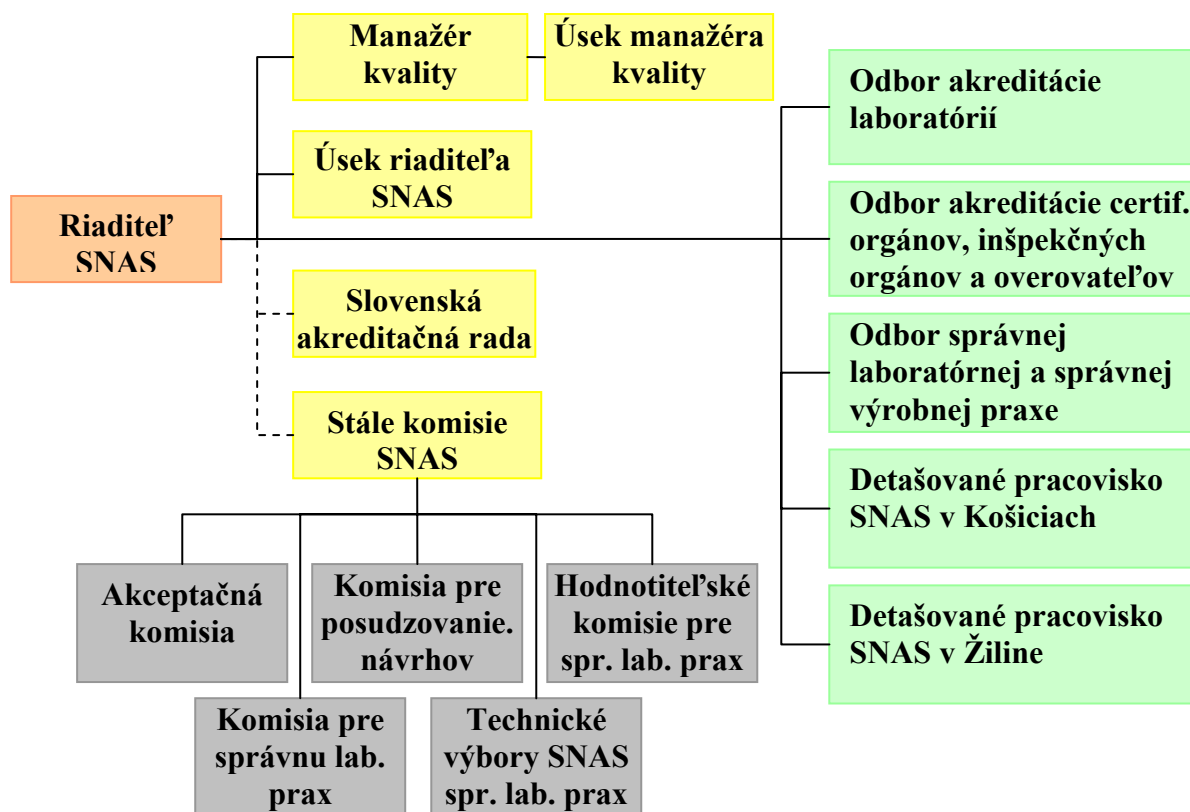 Manažér
kvality
Úsek manažéra
kvality
Úsek riaditeľa
SNAS
Riaditeľ
SNAS
Slovenská
akreditačná rada
Stále komisie
SNAS
Akceptačná
komisia
Komisia pre
posudzovanie.
návrhov
Hodnotiteľské
komisie pre
spr. lab. prax
Komisia pre
správnu lab.
prax
Technické
výbory SNAS
spr. lab. prax
Odbor akreditácie
laboratórií
Odbor akreditácie certif.
orgánov, inšpekčných
orgánov a overovateľov
Odbor správnej
laboratórnej a správnej
výrobnej praxe
Detašované pracovisko
SNAS v Košiciach
Detašované pracovisko
SNAS v Žiline